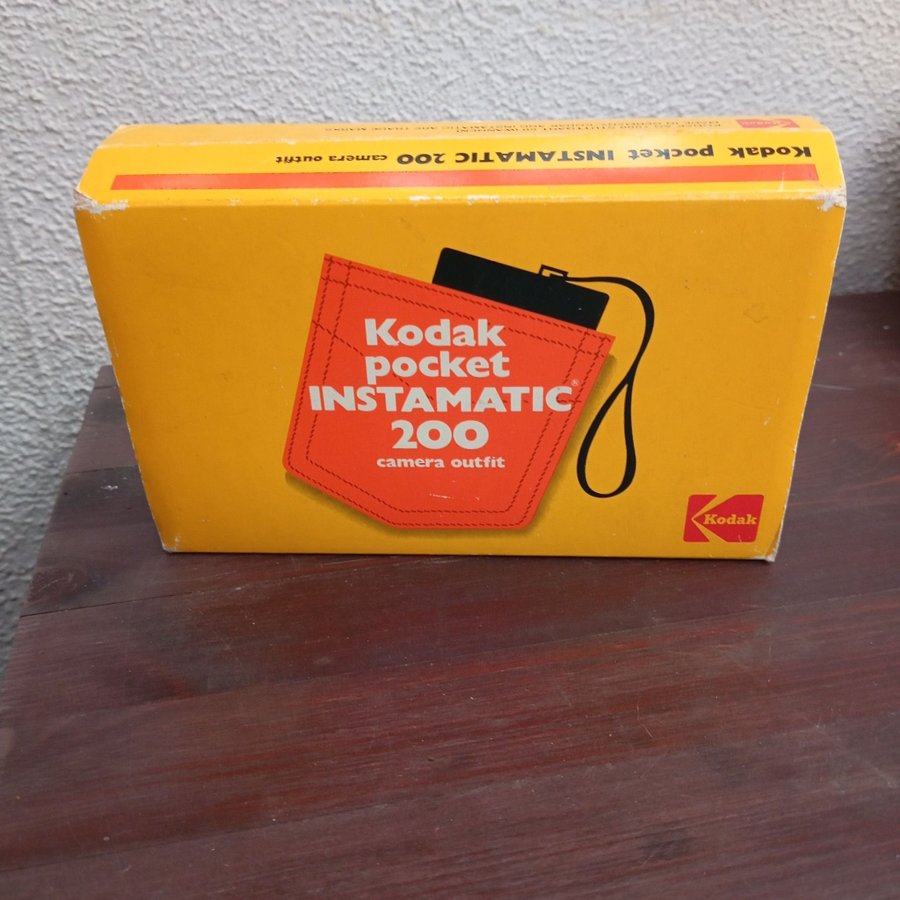 Kodak pocket INSTAMATIC 200 camera outfit
Kodak
pocket
INSTAMATIC®
200
camera outfit
Kodak